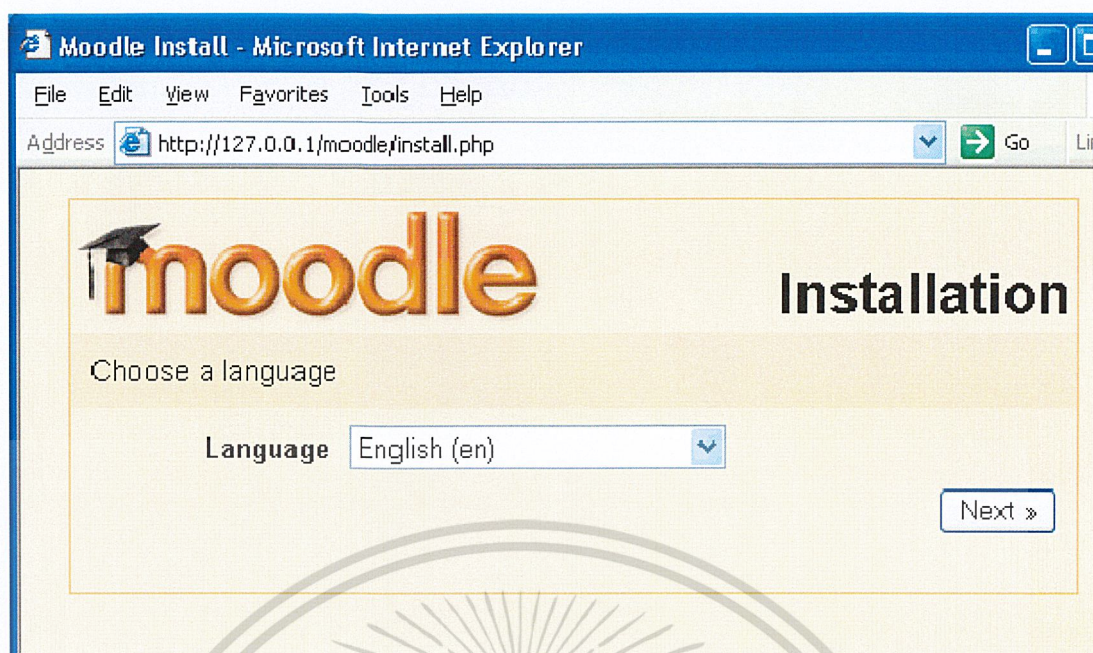 Moodle Install - Microsoft Internet Explorer
File Edit View Favorites Tools Help
Address http://127.0.0.1/moodle/install.php Go
moodle
Installation
Choose a language
Language English (en)
Next »